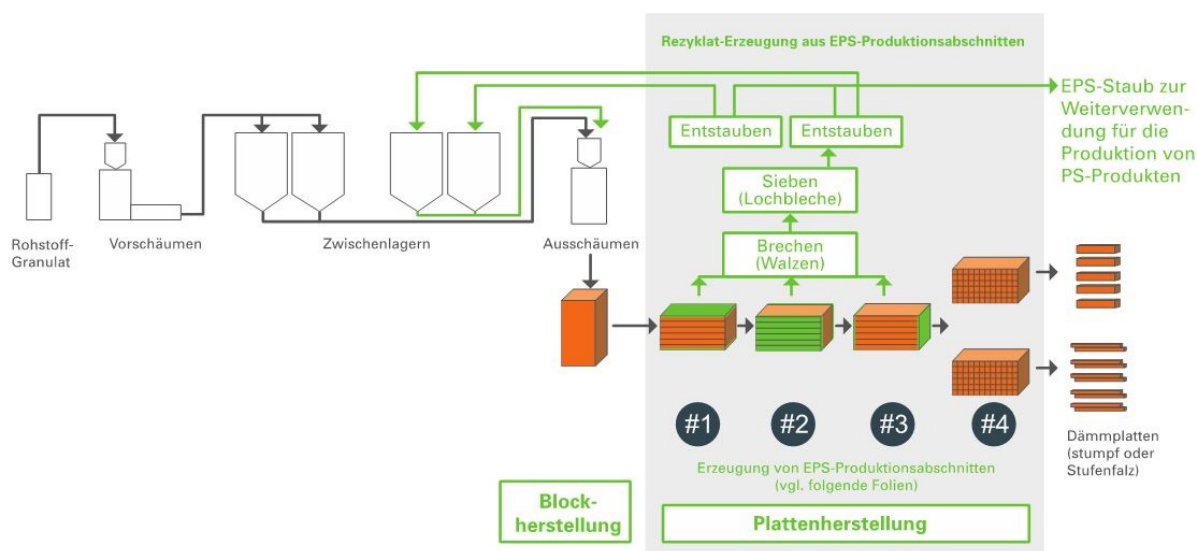 Rezyklat-Erzeugung aus EPS-Produktionsabschnitten
EPS-Staub zur
Weiterverwen-
dung für die
Produktion von
PS-Produkten
Entstauben
Entstauben
Sieben
(Lochbleche)
Brechen
(Walzen)
Rohstoff-
Granulat
Vorschäumen
Zwischenlagern
Ausschäumen
#1
#2
#3
#4
Dämmplatten
(stumpf oder
Stufenfalz)
Erzeugung von EPS-Produktionsabschnitten
(vgl. folgende Folien)
Block-
herstellung
Plattenherstellung